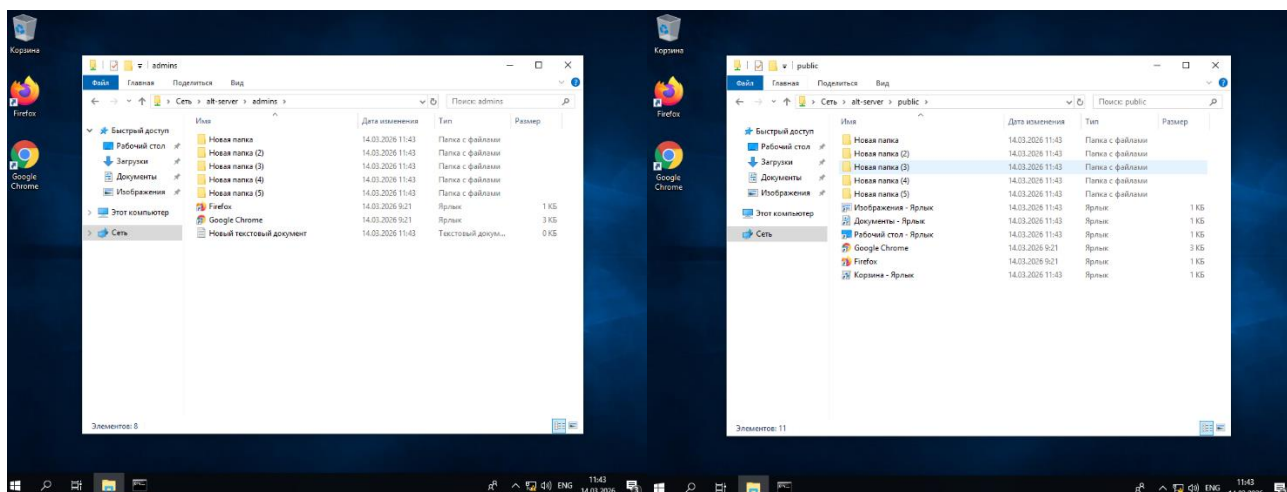 Корзина
Firefox
Google
Chrome
admins
Файл Главная Поделиться Вид
Сеть > alt-server > admins >
Поиск: admins
Имя Дата изменения Тип Размер
Быстрый доступ
Рабочий стол
Загрузки
Документы
Изображения
Этот компьютер
Сеть
Новая папка 14.03.2026 11:43 Папка с файлами
Новая папка (2) 14.03.2026 11:43 Папка с файлами
Новая папка (3) 14.03.2026 11:43 Папка с файлами
Новая папка (4) 14.03.2026 11:43 Папка с файлами
Новая папка (5) 14.03.2026 11:43 Папка с файлами
Firefox 14.03.2026 9:21 Ярлык 1 КБ
Google Chrome 14.03.2026 9:21 Ярлык 3 КБ
Новый текстовый документ 14.03.2026 11:43 Текстовый докум... 0 КБ
Элементов: 8
ENG 11:43
14.03.2026
Корзина
Firefox
Google
Chrome
public
Файл Главная Поделиться Вид
Сеть > alt-server > public >
Поиск: public
Имя Дата изменения Тип Размер
Быстрый доступ
Рабочий стол
Загрузки
Документы
Изображения
Этот компьютер
Сеть
Новая папка 14.03.2026 11:43 Папка с файлами
Новая папка (2) 14.03.2026 11:43 Папка с файлами
Новая папка (3) 14.03.2026 11:43 Папка с файлами
Новая папка (4) 14.03.2026 11:43 Папка с файлами
Новая папка (5) 14.03.2026 11:43 Папка с файлами
Изображения - Ярлык 14.03.2026 11:43 Ярлык 1 КБ
Документы - Ярлык 14.03.2026 11:43 Ярлык 1 КБ
Рабочий стол - Ярлык 14.03.2026 11:43 Ярлык 1 КБ
Google Chrome 14.03.2026 9:21 Ярлык 3 КБ
Firefox 14.03.2026 9:21 Ярлык 1 КБ
Корзина - Ярлык 14.03.2026 11:43 Ярлык 1 КБ
Элементов: 11
ENG 11:43
14.03.2026